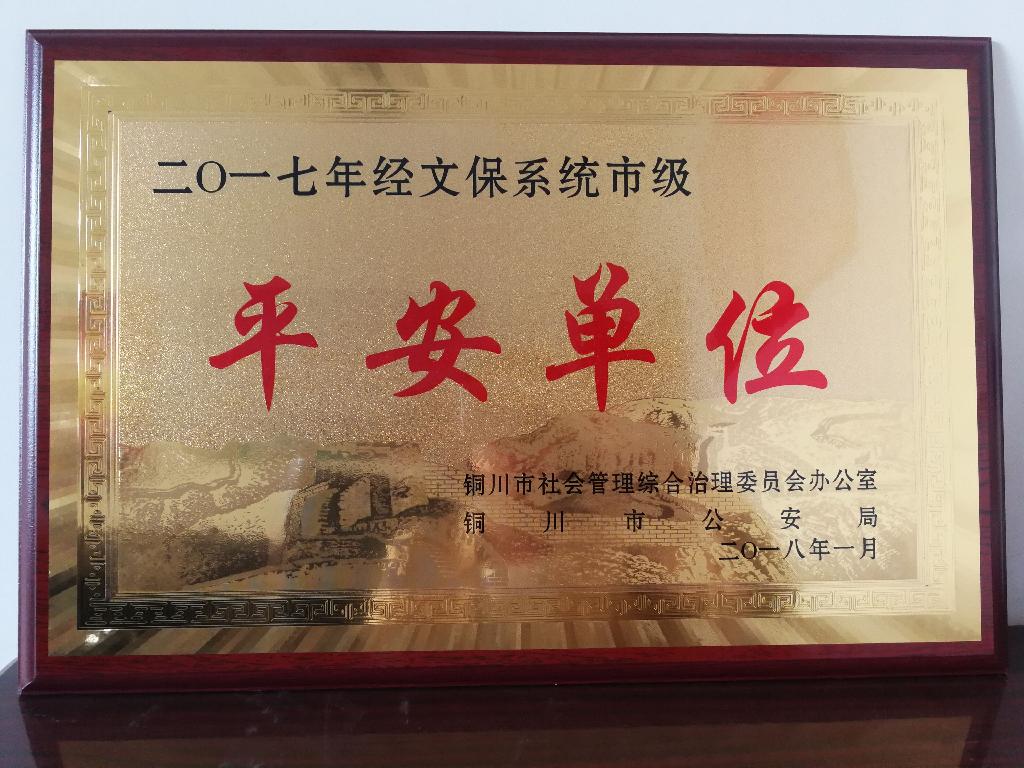 二〇一七年经文保系统市级
平安单位
铜川市社会管理综合治理委员会办公室
铜川市公安局
二〇一八年一月